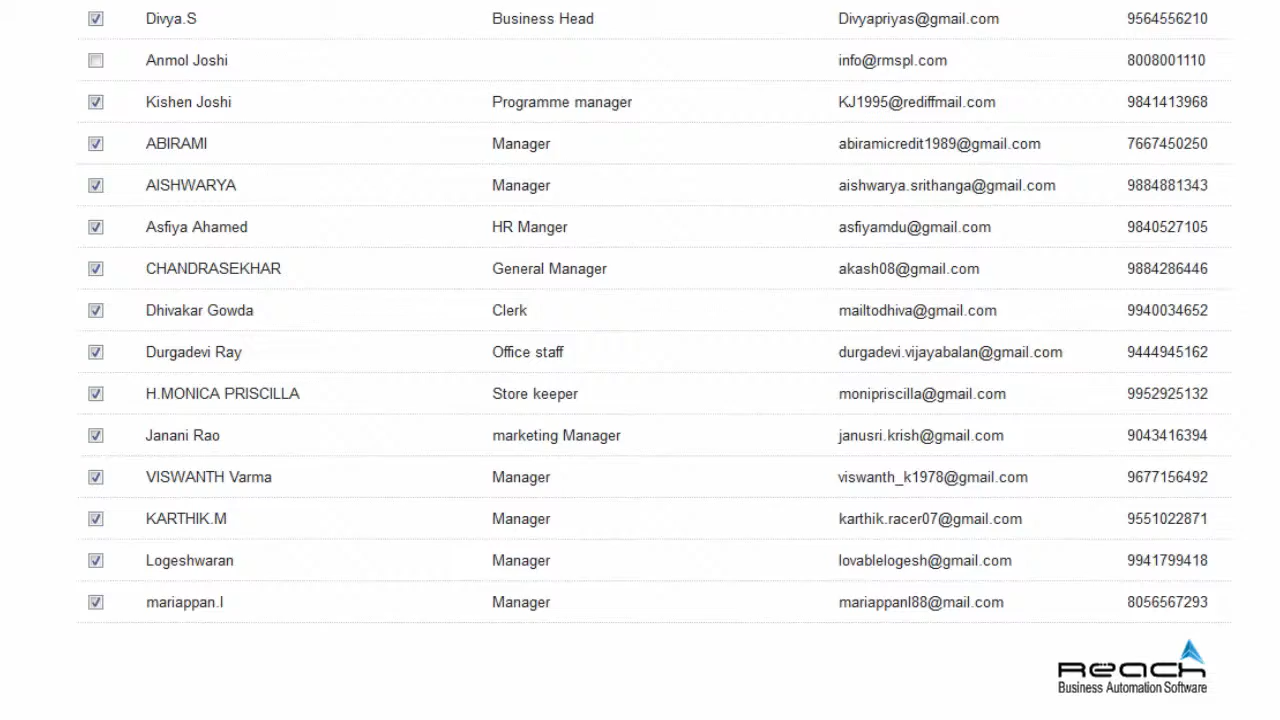 Divya.S Business Head Divyapriyas@gmail.com 9564556210
Anmol Joshi info@rmspl.com 8008001110
Kishen Joshi Programme manager KJ1995@rediffmail.com 9841413968
ABIRAMI Manager abiramicredit1989@gmail.com 7667450250
AISHWARYA Manager aishwarya.srithanga@gmail.com 9884881343
Asfiya Ahamed HR Manger asfiyamdu@gmail.com 9840527105
CHANDRASEKHAR General Manager akash08@gmail.com 9884286446
Dhivakar Gowda Clerk mailtodhiva@gmail.com 9940034652
Durgadevi Ray Office staff durgadevi.vijayabalan@gmail.com 9444945162
H.MONICA PRISCILLA Store keeper monipriscilla@gmail.com 9952925132
Janani Rao marketing Manager janusri.krish@gmail.com 9043416394
VISWANTH Varma Manager viswanth_k1978@gmail.com 9677156492
KARTHIK.M Manager karthik.racer07@gmail.com 9551022871
Logeshwaran Manager lovablelogesh@gmail.com 9941799418
mariappan.l Manager mariappanl88@mail.com 8056567293
Reach
Business Automation Software